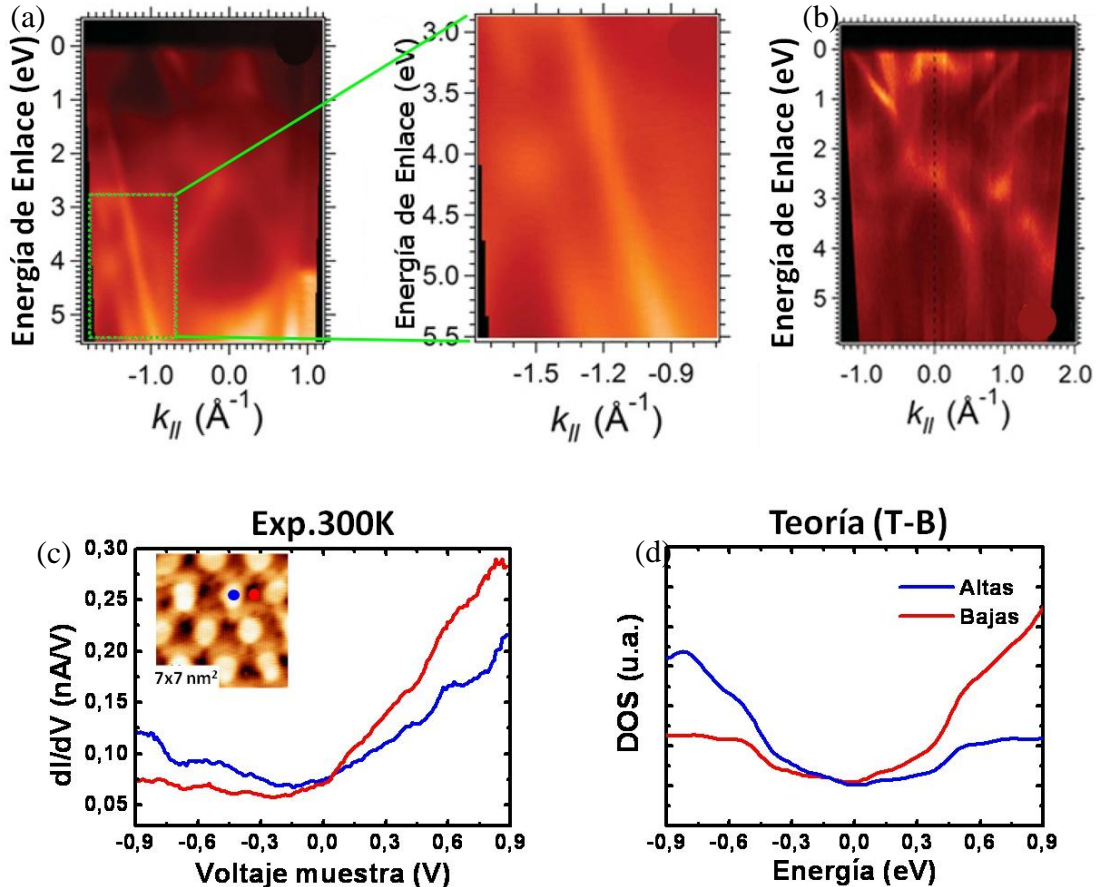 (a)
Energía de Enlace (eV)
0
1
2
3
4
5
-1.0 0.0 1.0
k// (Å-1)
Energía de Enlace (eV)
3.0
3.5
4.0
4.5
5.0
5.5
-1.5 -1.2 -0.9
k// (Å-1)
(b)
Energía de Enlace (eV)
0
1
2
3
4
5
-1.0 0.0 1.0 2.0
k// (Å-1)
Exp.300K
(c)
dI/dV (nA/V)
0,30
0,25
0,20
0,15
0,10
0,05
7x7 nm2
-0,9 -0,6 -0,3 0,0 0,3 0,6 0,9
Voltaje muestra (V)
Teoría (T-B)
(d)
DOS (u.a.)
Altas
Bajas
-0,9 -0,6 -0,3 0,0 0,3 0,6 0,9
Energía (eV)